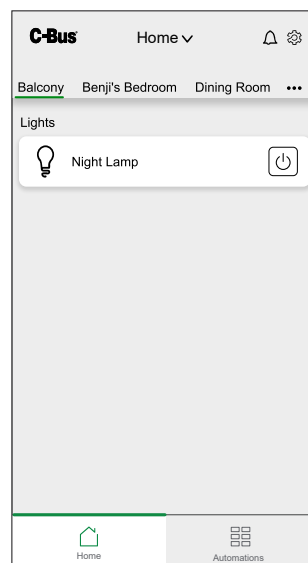 C-Bus Home
Balcony Benji's Bedroom Dining Room •••
Lights
Night Lamp
Home Automations